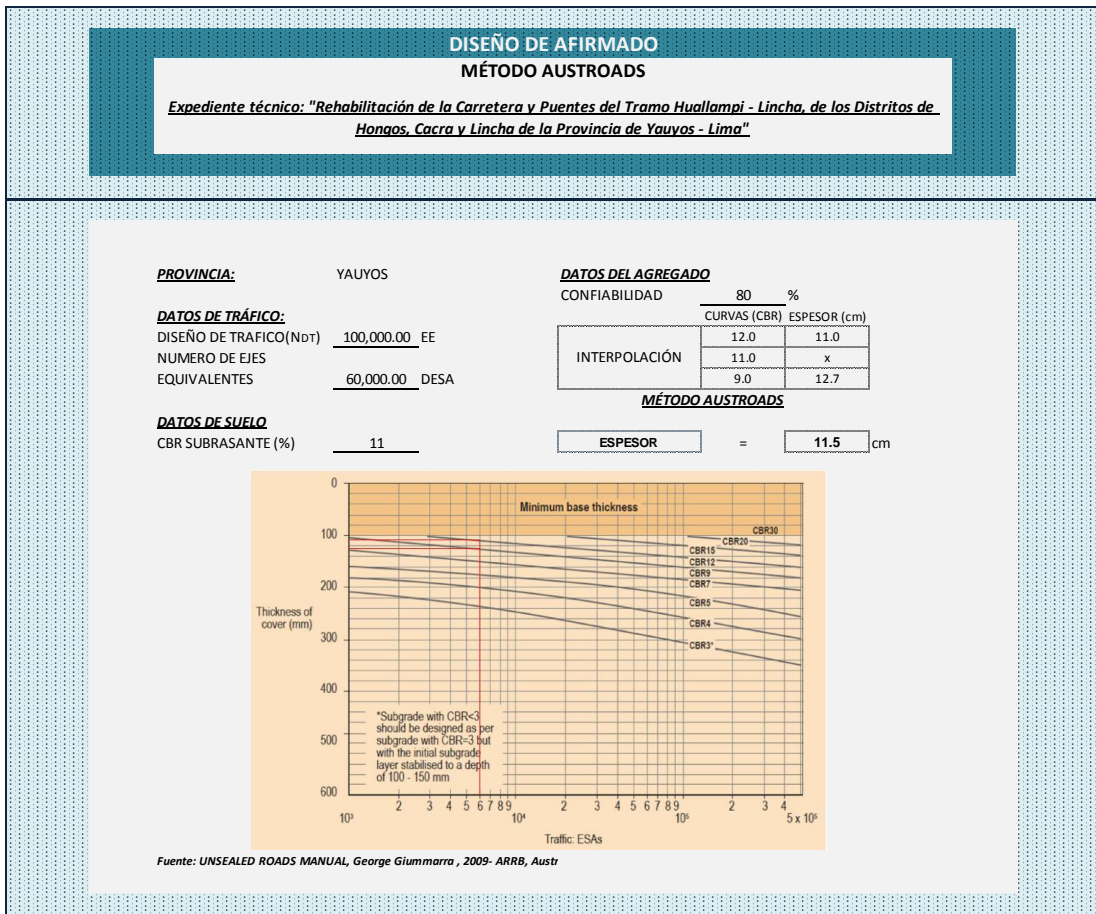 DISEÑO DE AFIRMADO
MÉTODO AUSTROADS
Expediente técnico: "Rehabilitación de la Carretera y Puentes del Tramo Huallampi - Lincha, de los Distritos de
Hongos, Cacra y Lincha de la Provincia de Yauyos - Lima"
PROVINCIA: YAUYOS
DATOS DEL AGREGADO
CONFIABILIDAD 80 %
DATOS DE TRÁFICO:
CURVAS (CBR) ESPESOR (cm)
DISEÑO DE TRAFICO(NDT) 100,000.00 EE
12.0 11.0
NUMERO DE EJES
INTERPOLACIÓN 11.0 x
EQUIVALENTES 60,000.00 DESA
9.0 12.7
MÉTODO AUSTROADS
DATOS DE SUELO
CBR SUBRASANTE (%) 11
ESPESOR = 11.5 cm
0
Minimum base thickness
CBR30
100
CBR20
CBR15
CBR12
CBR9
CBR7
200
CBR5
Thickness of
cover (mm)
CBR4
300
CBR3*
400
*Subgrade with CBR<3
should be designed as per
subgrade with CBR=3 but
with the initial subgrade
layer stabilised to a depth
of 100 - 150 mm
500
600
2 3 4 5 6 7 8 9 2 3 4 5 6 7 8 9 2 3 4
10³ 10⁴ 10⁵ 5 x 10⁵
Traffic: ESAs
Fuente: UNSEALED ROADS MANUAL, George Giummarra , 2009- ARRB, Austr